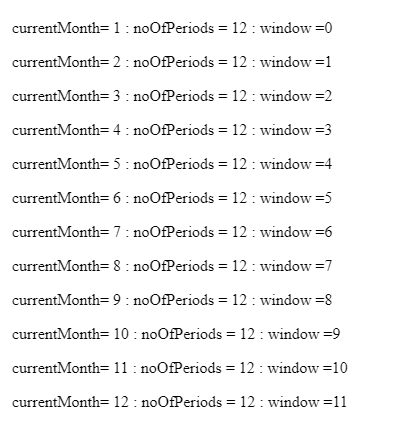 currentMonth= 1 : noOfPeriods = 12 : window =0
currentMonth= 2 : noOfPeriods = 12 : window =1
currentMonth= 3 : noOfPeriods = 12 : window =2
currentMonth= 4 : noOfPeriods = 12 : window =3
currentMonth= 5 : noOfPeriods = 12 : window =4
currentMonth= 6 : noOfPeriods = 12 : window =5
currentMonth= 7 : noOfPeriods = 12 : window =6
currentMonth= 8 : noOfPeriods = 12 : window =7
currentMonth= 9 : noOfPeriods = 12 : window =8
currentMonth= 10 : noOfPeriods = 12 : window =9
currentMonth= 11 : noOfPeriods = 12 : window =10
currentMonth= 12 : noOfPeriods = 12 : window =11